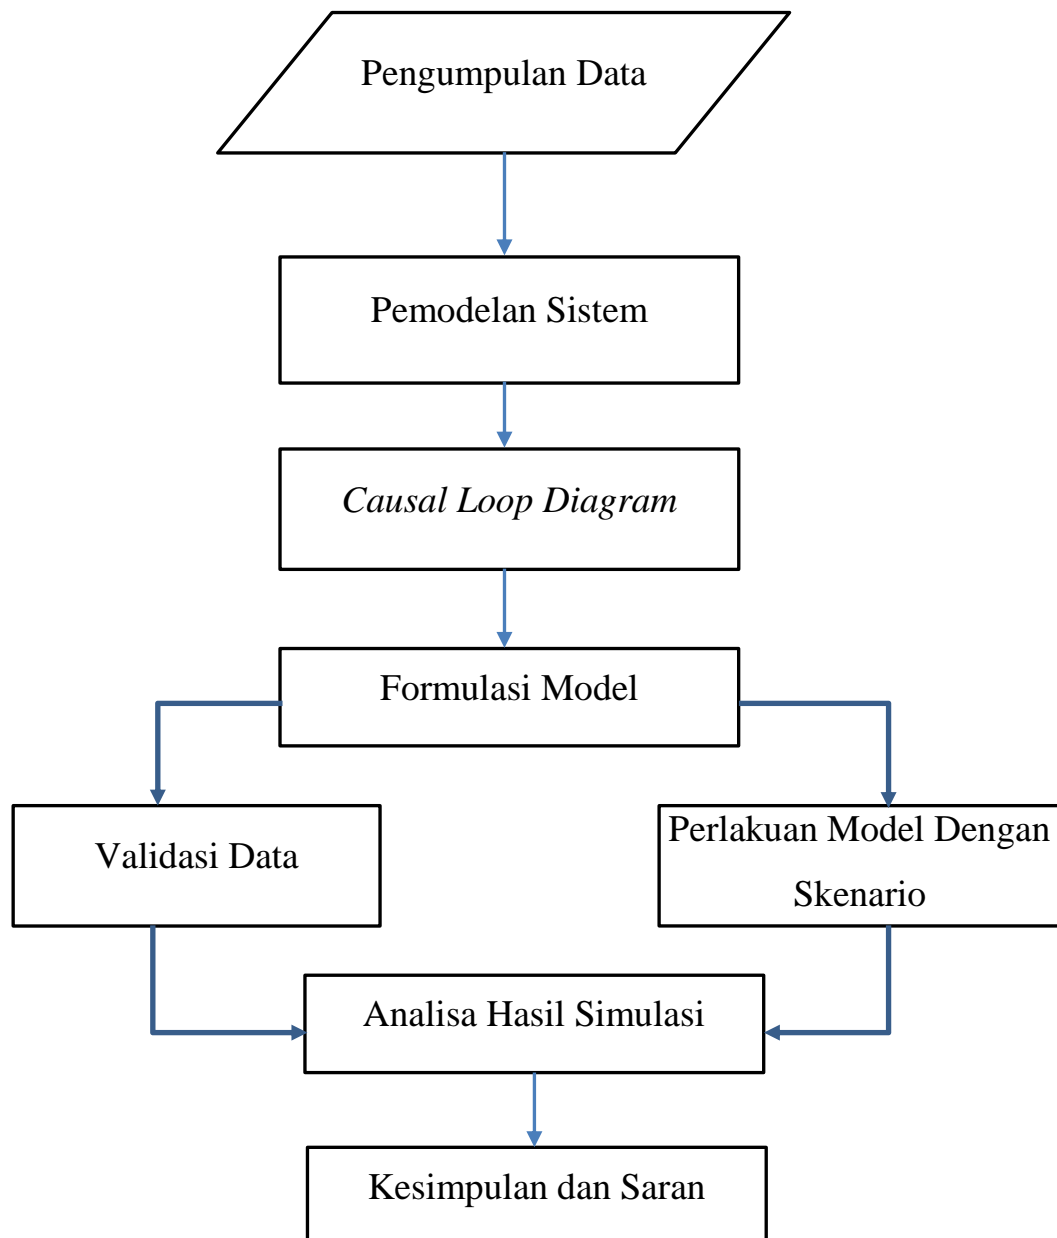 Pengumpulan Data
Pemodelan Sistem
Causal Loop Diagram
Formulasi Model
Validasi Data
Perlakuan Model Dengan
Skenario
Analisa Hasil Simulasi
Kesimpulan dan Saran